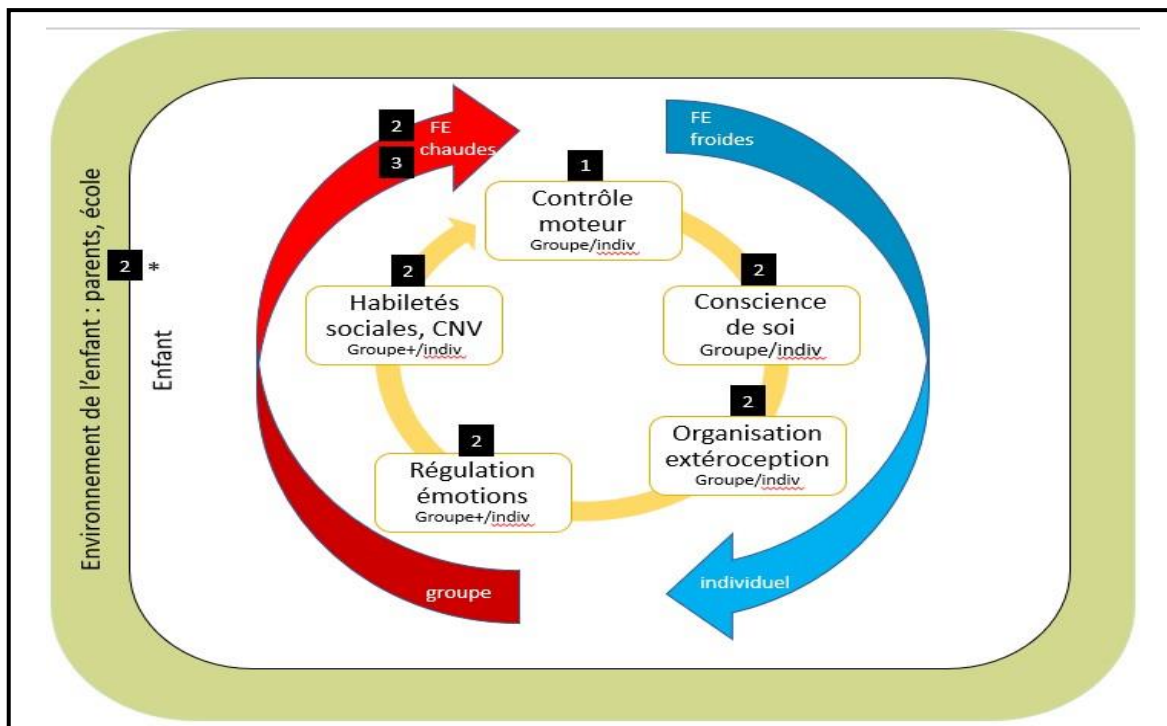 Environnement de l'enfant : parents, école
2
*
Enfant
2
FE
chaudes
3
FE
froides
1
Contrôle
moteur
Groupe/indiv
2
Conscience
de soi
Groupe/indiv
2
Organisation
extéroception
Groupe/indiv
2
Régulation
émotions
Groupe+/indiv
2
Habiletés
sociales, CNV
Groupe+/indiv
groupe
individuel